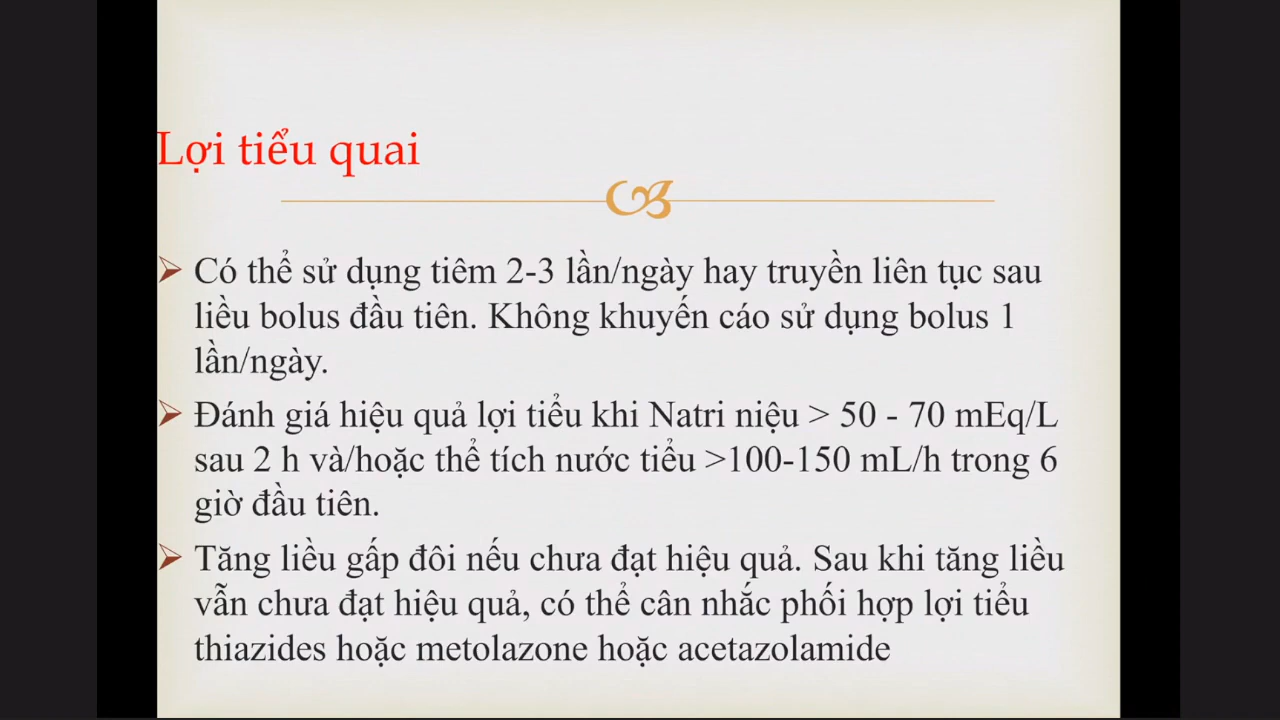 Lợi tiểu quai
Có thể sử dụng tiêm 2-3 lần/ngày hay truyền liên tục sau
liều bolus đầu tiên. Không khuyến cáo sử dụng bolus 1
lần/ngày.
Đánh giá hiệu quả lợi tiểu khi Natri niệu > 50 - 70 mEq/L
sau 2 h và/hoặc thể tích nước tiểu >100-150 mL/h trong 6
giờ đầu tiên.
Tăng liều gấp đôi nếu chưa đạt hiệu quả. Sau khi tăng liều
vẫn chưa đạt hiệu quả, có thể cân nhắc phối hợp lợi tiểu
thiazides hoặc metolazone hoặc acetazolamide